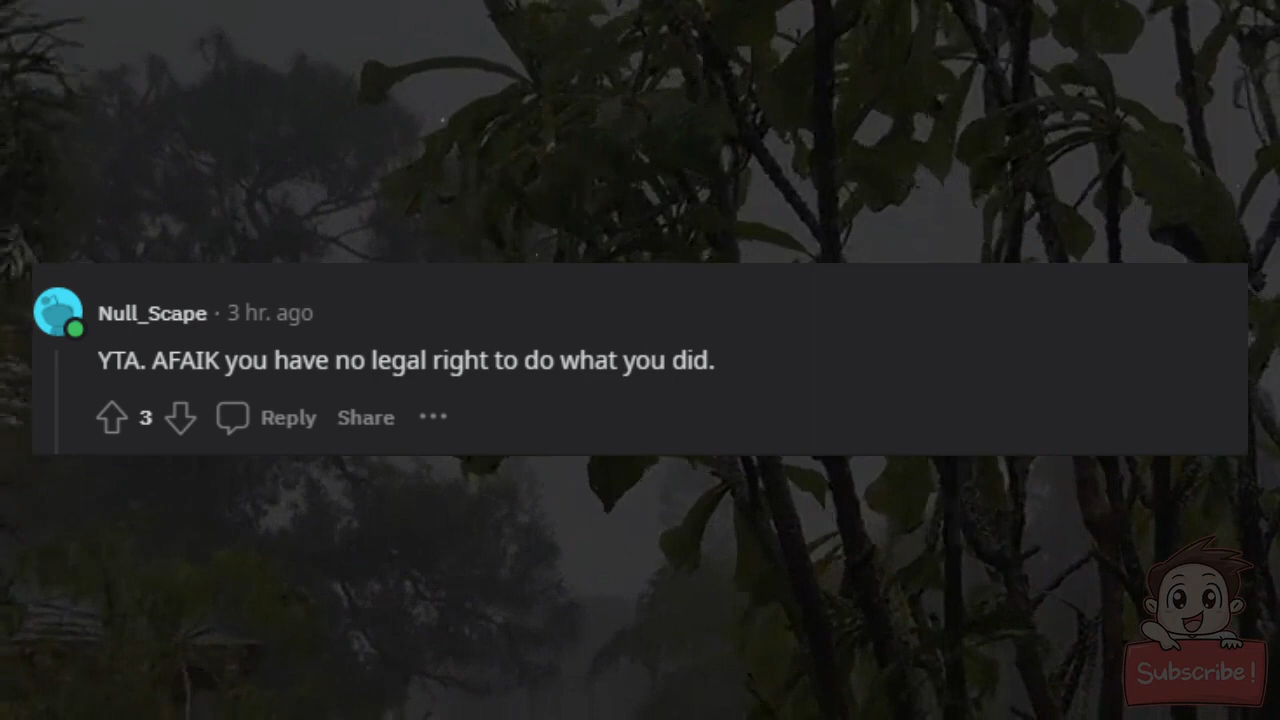 Null_Scape · 3 hr. ago
YTA. AFAIK you have no legal right to do what you did.
3 Reply Share ···
Subscribe!